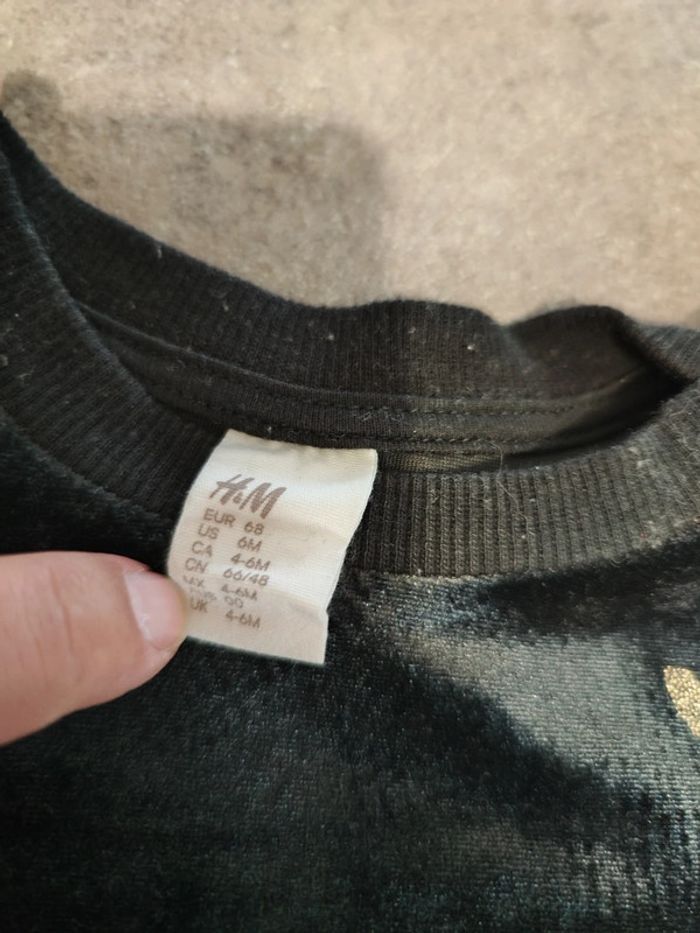 H&M
EUR 68
US 6M
CA 4-6M
CN 66/48
MX 4-6M
UK 4-6M